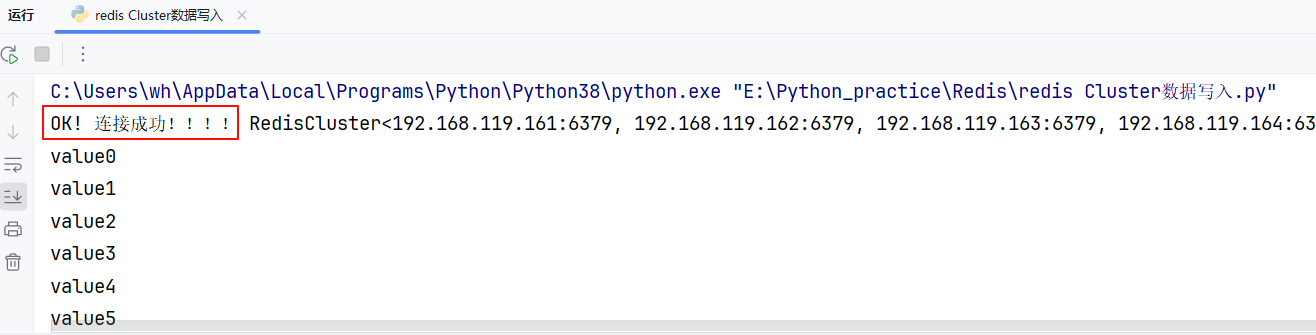 运行
redis Cluster数据写入
C:\Users\wh\AppData\Local\Programs\Python\Python38\python.exe "E:\Python_practice\Redis\redis Cluster数据写入.py"
OK! 连接成功!!!! RedisCluster<192.168.119.161:6379, 192.168.119.162:6379, 192.168.119.163:6379, 192.168.119.164:63
value0
value1
value2
value3
value4
value5